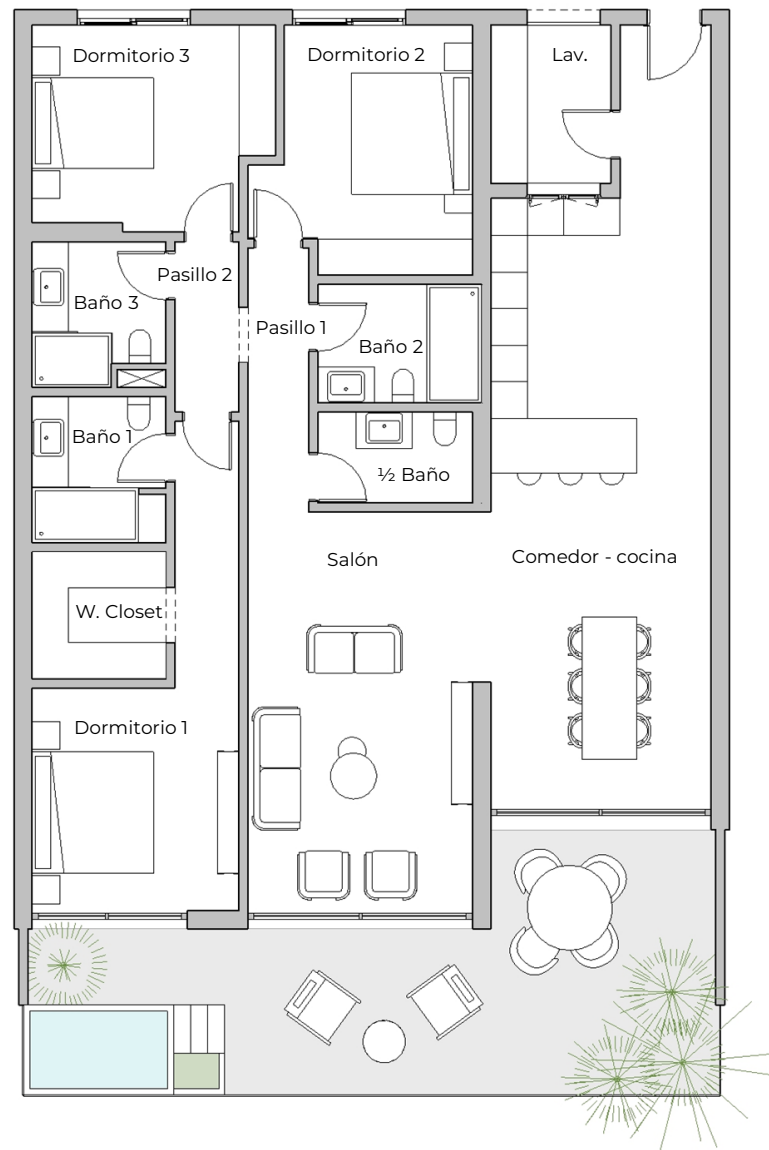 Dormitorio 3
Dormitorio 2
Lav.
Pasillo 2
Baño 3
Pasillo 1
Baño 2
Baño 1
½ Baño
Salón
Comedor - cocina
W. Closet
Dormitorio 1